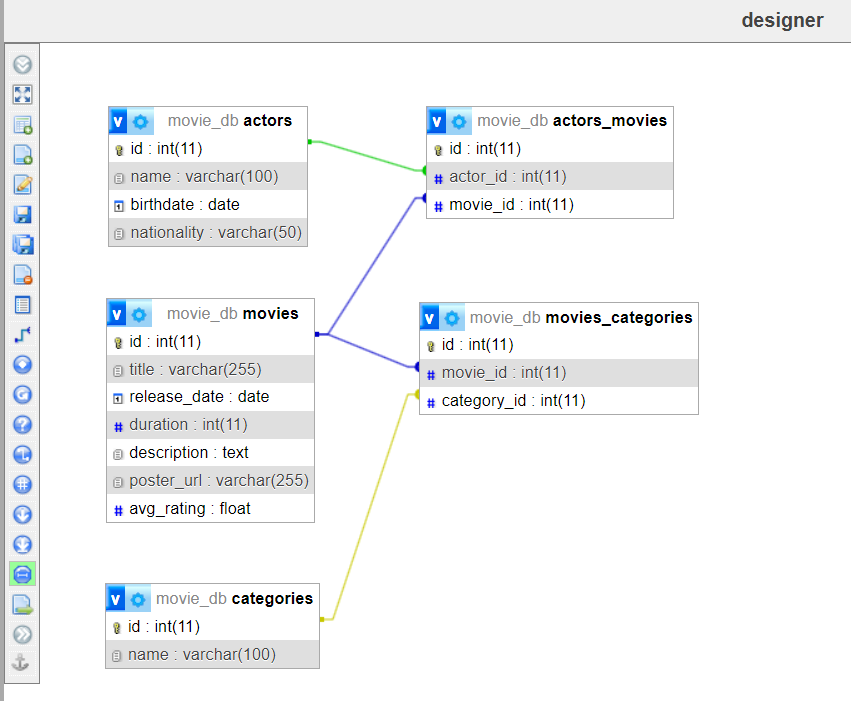 designer
v movie_db actors
id : int(11)
name : varchar(100)
birthdate : date
nationality : varchar(50)
v movie_db actors_movies
id : int(11)
# actor_id : int(11)
# movie_id : int(11)
v movie_db movies
id : int(11)
title : varchar(255)
release_date : date
# duration : int(11)
description : text
poster_url : varchar(255)
# avg_rating : float
v movie_db movies_categories
id : int(11)
# movie_id : int(11)
# category_id : int(11)
v movie_db categories
id : int(11)
name : varchar(100)